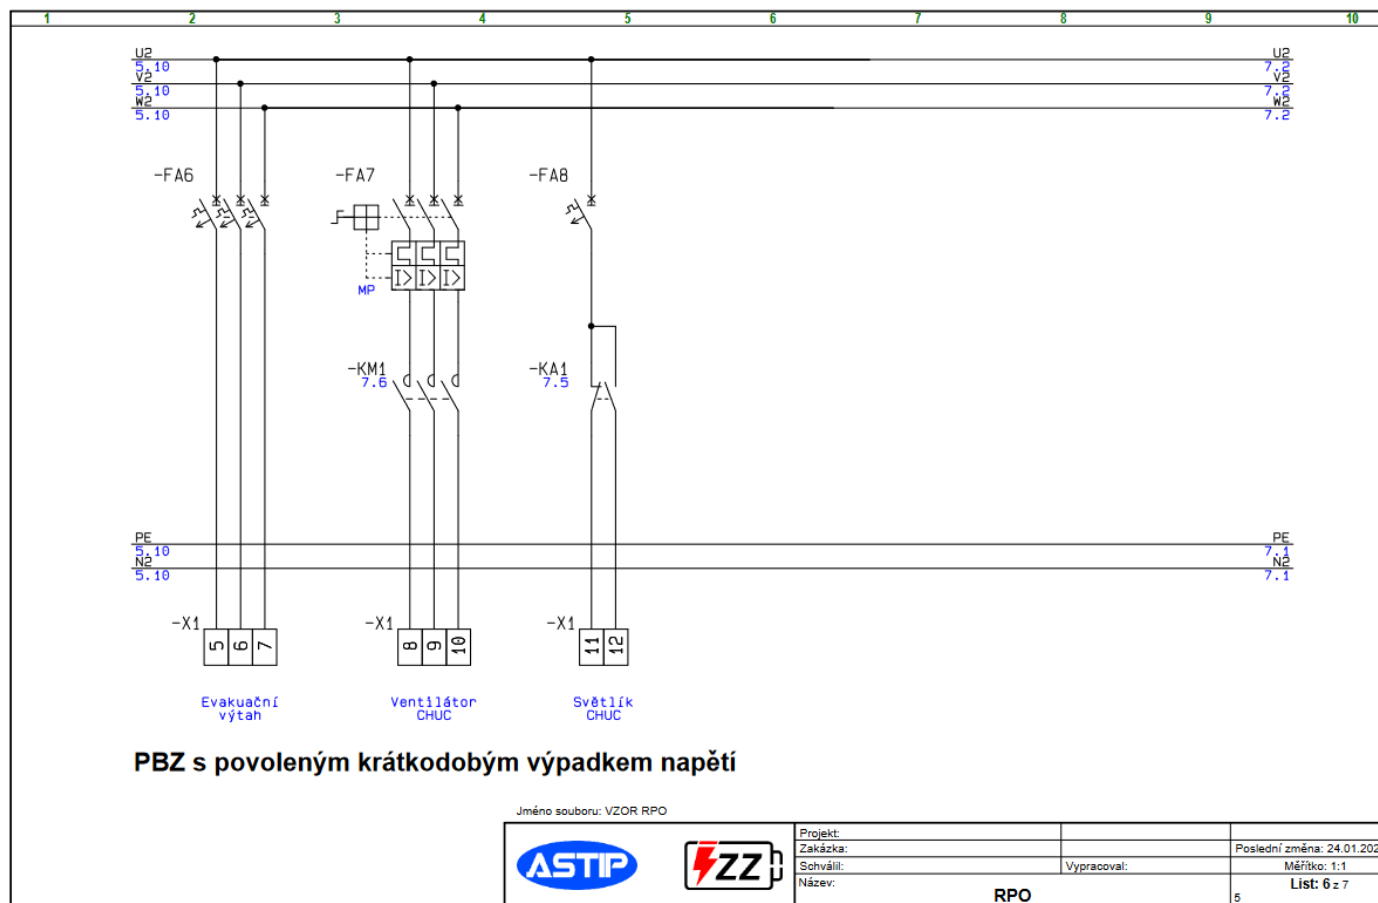 1 2 3 4 5 6 7 8 9 10
U2 U2
5.10 7.2
V2 V2
5.10 7.2
W2 W2
5.10 7.2
-FA6 -FA7 -FA8
I> I> I>
MP
-KM1 -KA1
7.6 7.5
PE PE
5.10 7.1
N2 N2
5.10 7.1
-X1 -X1 -X1
5 6 7 8 9 10 11 12
Evakuační Ventilátor Světlík
výtah CHUC CHUC
PBZ s povoleným krátkodobým výpadkem napětí
Jméno souboru: VZOR RPO
ASTIP ZZ
Projekt:
Zakázka: Poslední změna: 24.01.202
Schválil: Vypracoval: Měřítko: 1:1
Název: RPO List: 6 z 7
5